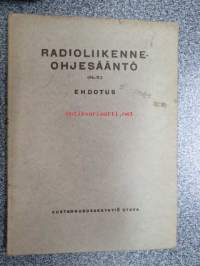 RADIOLIIKENNE-
OHJESÄÄNTÖ
EHDOTUS
KUSTANNUSOSAKEYHTIÖ OTAVA